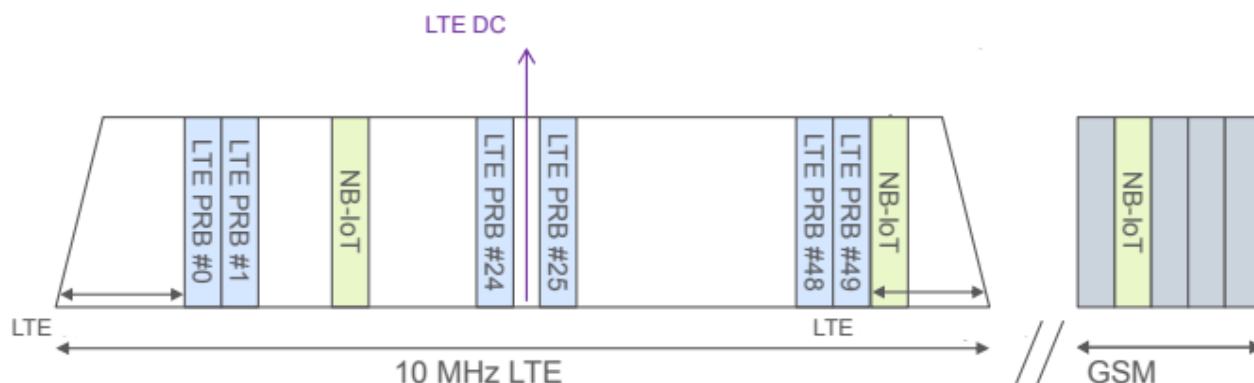 LTE DC
LTE PRB #0
LTE PRB #1
NB-IoT
LTE PRB #24
LTE PRB #25
LTE PRB #48
LTE PRB #49
NB-IoT
NB-IoT
LTE
LTE
10 MHz LTE
GSM